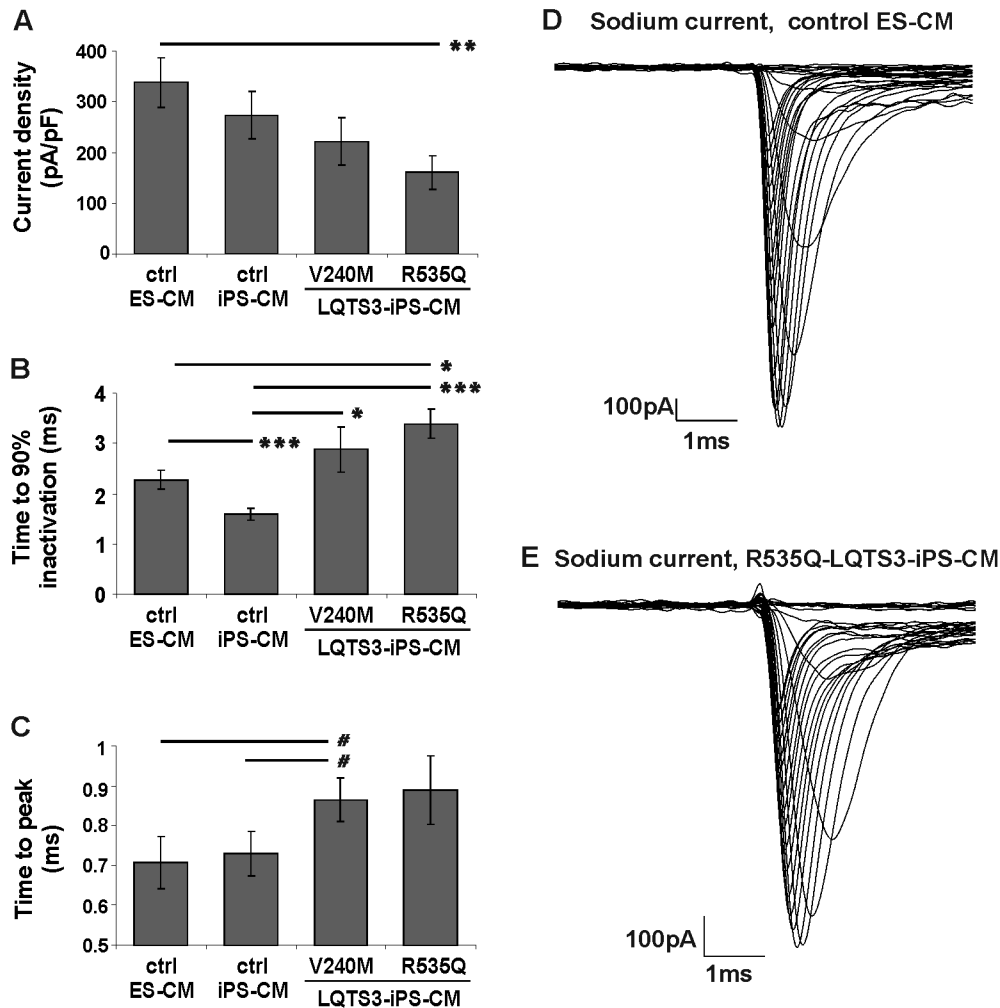 A
Current density
(pA/pF)
400
300
200
100
0
**
ctrl
ES-CM
ctrl
iPS-CM
V240M
R535Q
LQTS3-iPS-CM
B
Time to 90%
inactivation (ms)
4
3
2
1
0
*
***
*
***
ctrl
ES-CM
ctrl
iPS-CM
V240M
R535Q
LQTS3-iPS-CM
C
Time to peak
(ms)
1
0.9
0.8
0.7
0.6
0.5
#
#
ctrl
ES-CM
ctrl
iPS-CM
V240M
R535Q
LQTS3-iPS-CM
D Sodium current, control ES-CM
100pA
1ms
E Sodium current, R535Q-LQTS3-iPS-CM
100pA
1ms